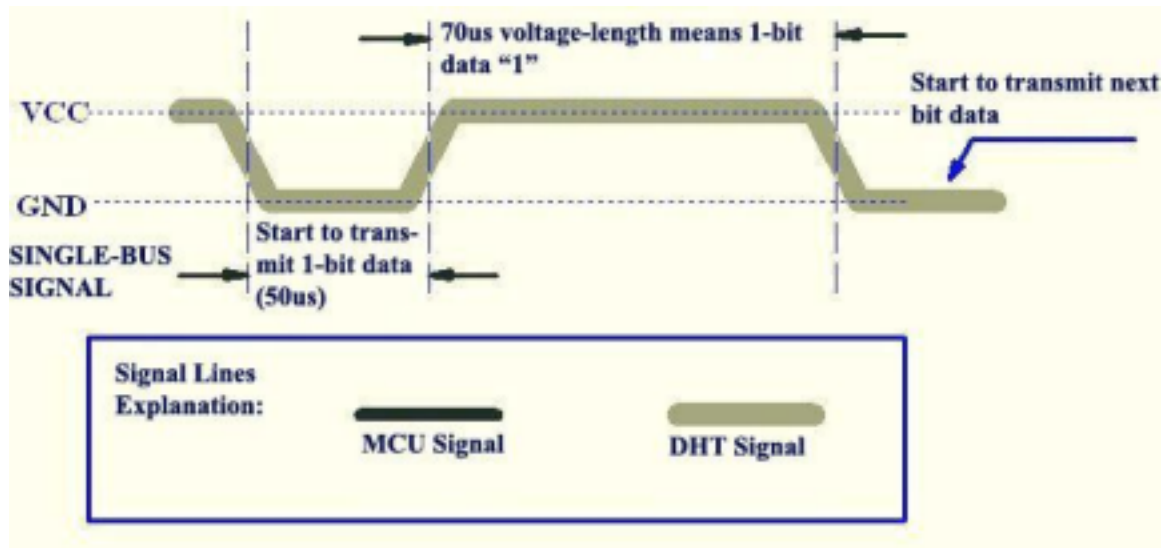 70us voltage-length means 1-bit
data “1”
Start to transmit next
bit data
VCC
GND
SINGLE-BUS
SIGNAL
Start to trans-
mit 1-bit data
(50us)
Signal Lines
Explanation:
MCU Signal
DHT Signal